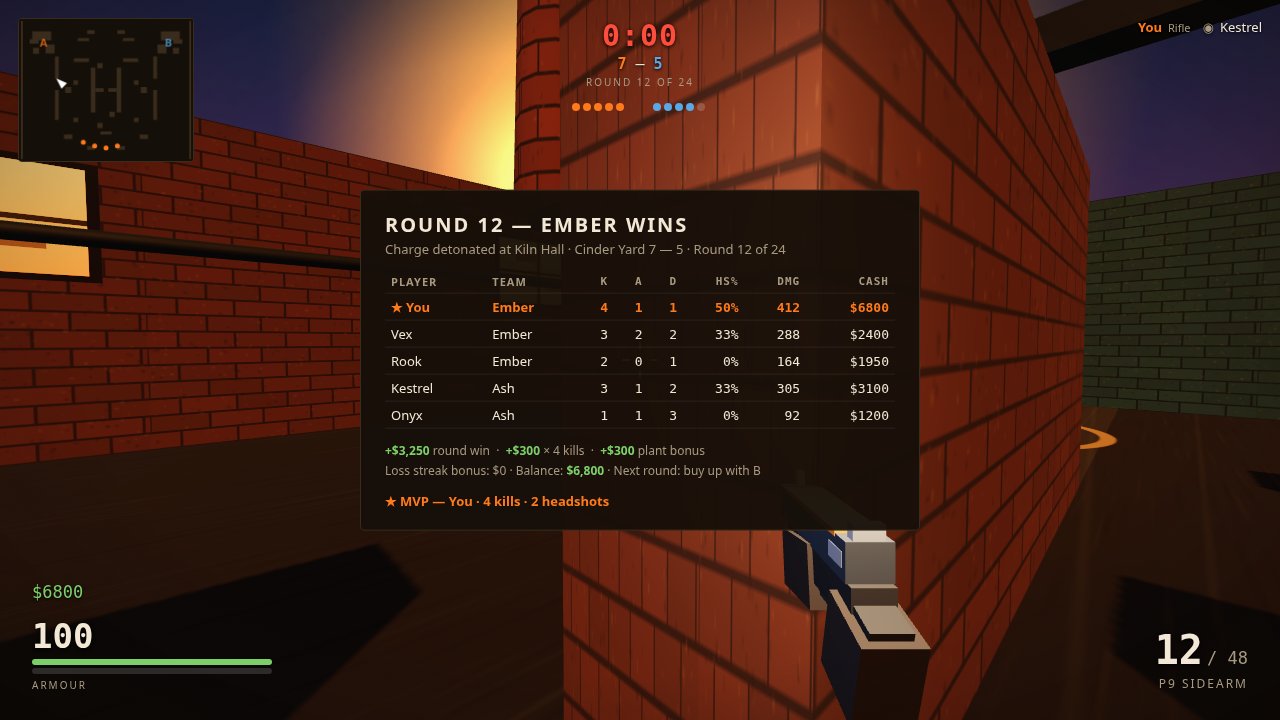 A
B
0:00
7 — 5
ROUND 12 OF 24
You Rifle ◉ Kestrel
ROUND 12 — EMBER WINS
Charge detonated at Kiln Hall · Cinder Yard 7 — 5 · Round 12 of 24
PLAYER TEAM K A D HS% DMG CASH
★ You Ember 4 1 1 50% 412 $6800
Vex Ember 3 2 2 33% 288 $2400
Rook Ember 2 0 1 0% 164 $1950
Kestrel Ash 3 1 2 33% 305 $3100
Onyx Ash 1 1 3 0% 92 $1200
+$3,250 round win · +$300 × 4 kills · +$300 plant bonus
Loss streak bonus: $0 · Balance: $6,800 · Next round: buy up with B
★ MVP — You · 4 kills · 2 headshots
$6800
100
ARMOUR
12 / 48
P9 SIDEARM